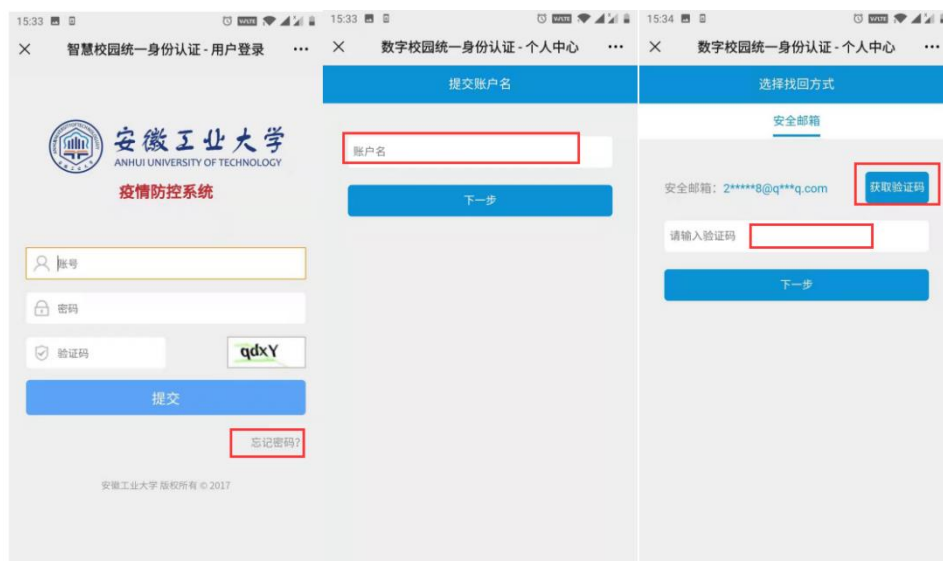 15:33
VoLTE
智慧校园统一身份认证 - 用户登录
安徽工业大学
ANHUI UNIVERSITY OF TECHNOLOGY
疫情防控系统
账号
密码
验证码
qdxY
提交
忘记密码?
安徽工业大学 版权所有 © 2017
15:33
VoLTE
数字校园统一身份认证 - 个人中心
提交账户名
账户名
下一步
15:34
VoLTE
数字校园统一身份认证 - 个人中心
选择找回方式
安全邮箱
安全邮箱: 2*****8@q***q.com
获取验证码
请输入验证码
下一步